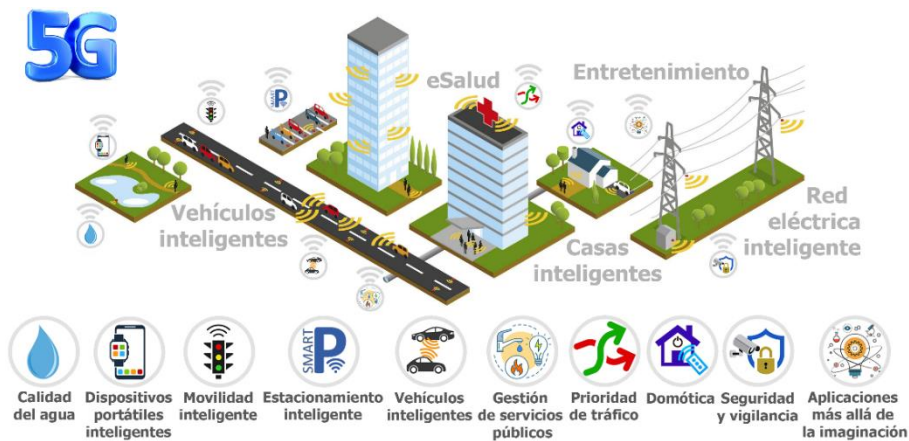 5G
eSalud
Entretenimiento
SMART P
Vehículos
inteligentes
Casas
inteligentes
Red
eléctrica
inteligente
SMART P
Calidad
del agua
Dispositivos
portátiles
inteligentes
Movilidad
inteligente
Estacionamiento
inteligente
Vehículos
inteligentes
Gestión
de servicios
públicos
Prioridad
de tráfico
Domótica
Seguridad
y vigilancia
Aplicaciones
más allá de
la imaginación